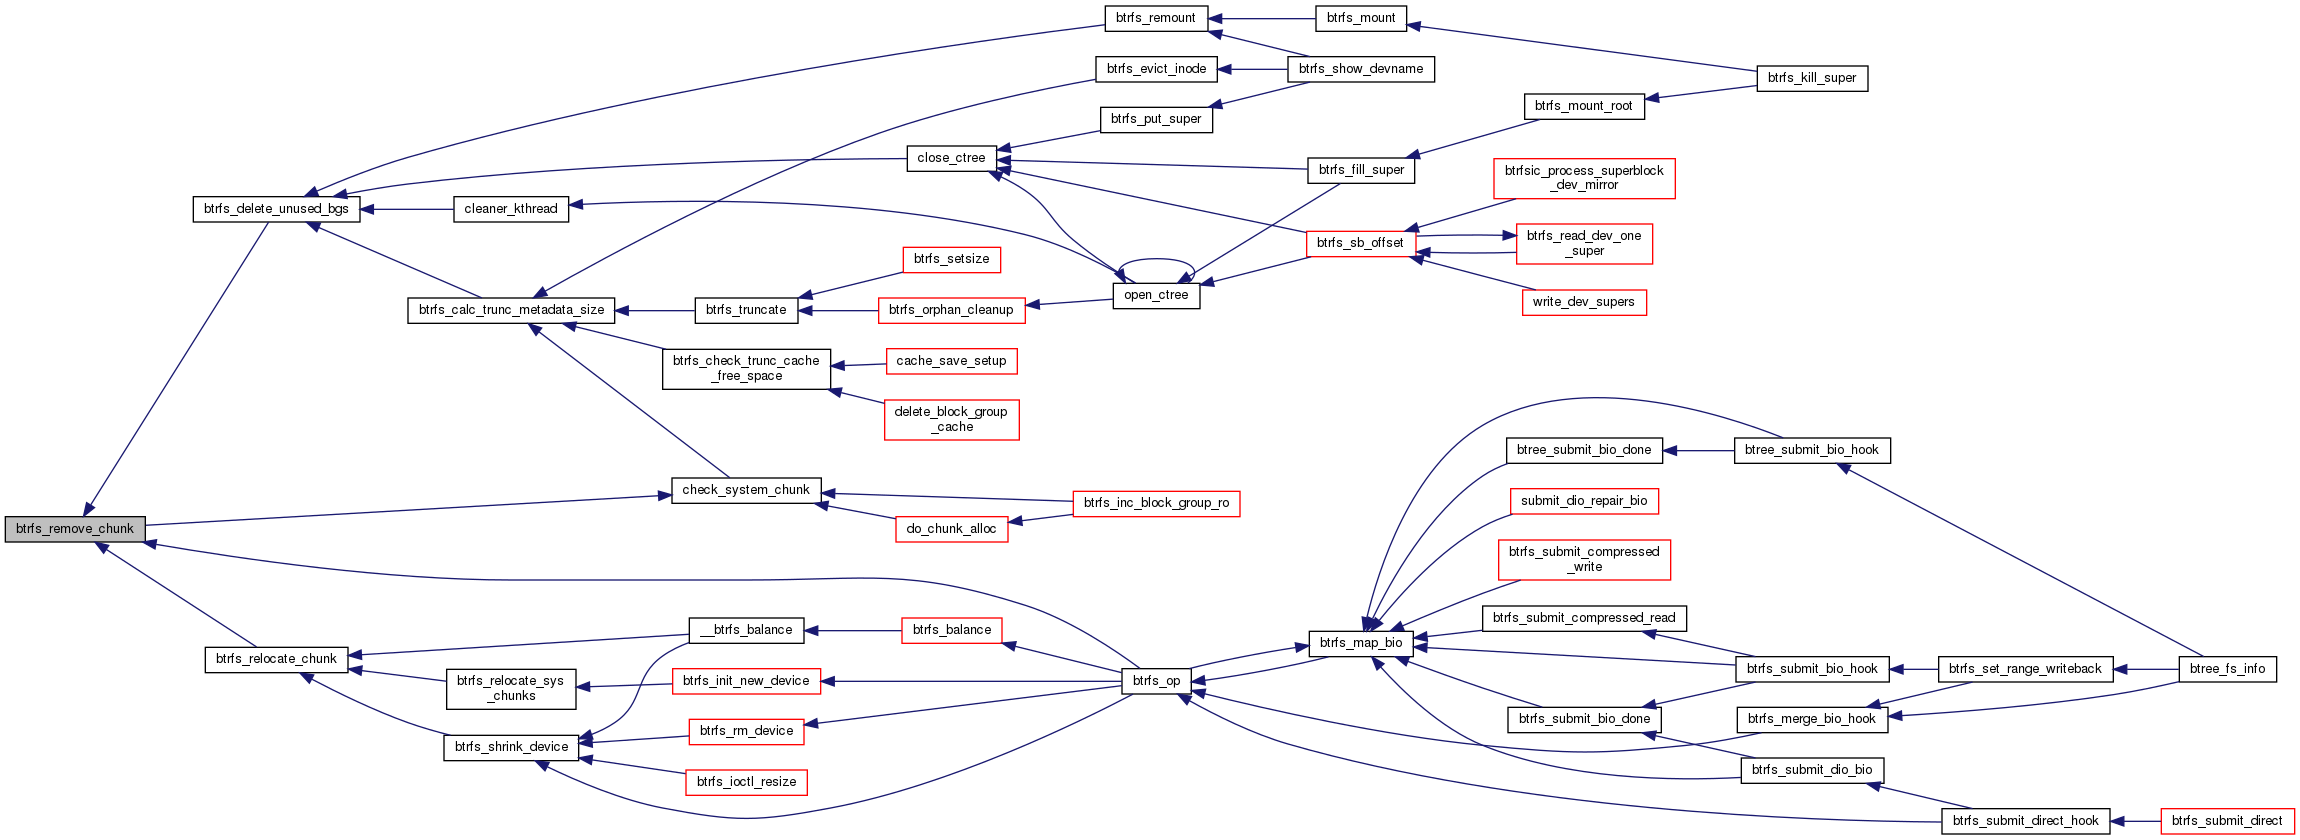 btrfs_remove_chunk
btrfs_delete_unused_bgs
btrfs_relocate_chunk
btrfs_calc_trunc_metadata_size
cleaner_kthread
btrfs_relocate_sys
_chunks
btrfs_shrink_device
btrfs_truncate
btrfs_check_trunc_cache
_free_space
check_system_chunk
__btrfs_balance
btrfs_init_new_device
btrfs_rm_device
btrfs_ioctl_resize
close_ctree
btrfs_setsize
btrfs_orphan_cleanup
cache_save_setup
delete_block_group
_cache
do_chunk_alloc
btrfs_balance
btrfs_remount
btrfs_evict_inode
btrfs_put_super
open_ctree
btrfs_inc_block_group_ro
btrfs_op
btrfs_mount
btrfs_show_devname
btrfs_fill_super
btrfs_sb_offset
btrfs_map_bio
btrfs_mount_root
btrfsic_process_superblock
_dev_mirror
btrfs_read_dev_one
_super
write_dev_supers
btree_submit_bio_done
submit_dio_repair_bio
btrfs_submit_compressed
_write
btrfs_submit_compressed_read
btrfs_submit_bio_done
btrfs_kill_super
btree_submit_bio_hook
btrfs_submit_bio_hook
btrfs_merge_bio_hook
btrfs_submit_dio_bio
btrfs_set_range_writeback
btrfs_submit_direct_hook
btree_fs_info
btrfs_submit_direct